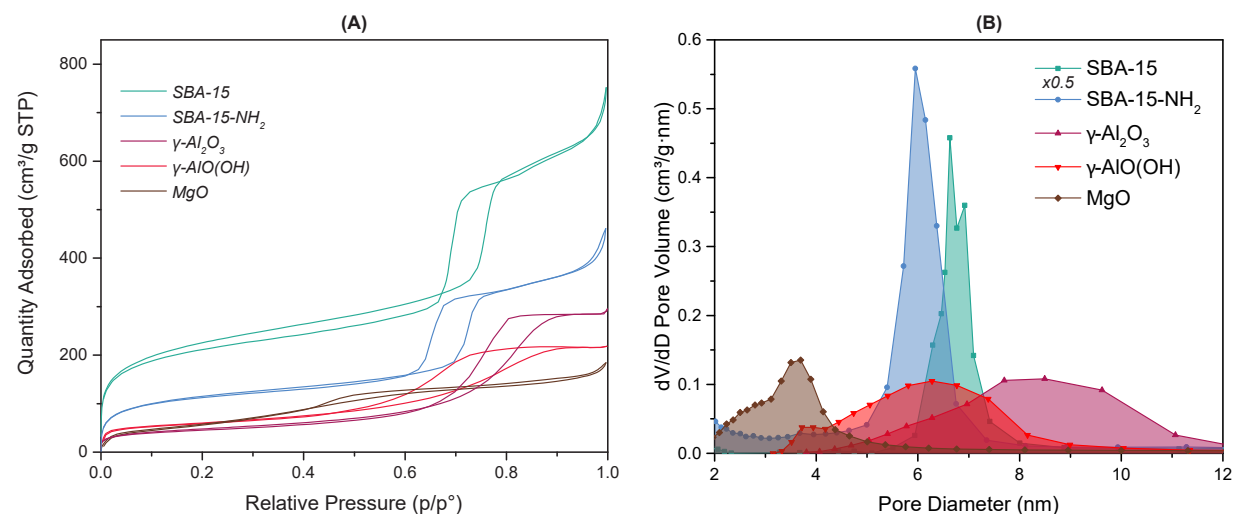 (A)
Quantity Adsorbed (cm³/g STP)
800
600
400
200
0
SBA-15
SBA-15-NH₂
γ-Al₂O₃
γ-AlO(OH)
MgO
0.0 0.2 0.4 0.6 0.8 1.0
Relative Pressure (p/p°)
(B)
dV/dD Pore Volume (cm³/g·nm)
0.6
0.5
0.4
0.3
0.2
0.1
0.0
SBA-15
x0.5
SBA-15-NH₂
γ-Al₂O₃
γ-AlO(OH)
MgO
2 4 6 8 10 12
Pore Diameter (nm)